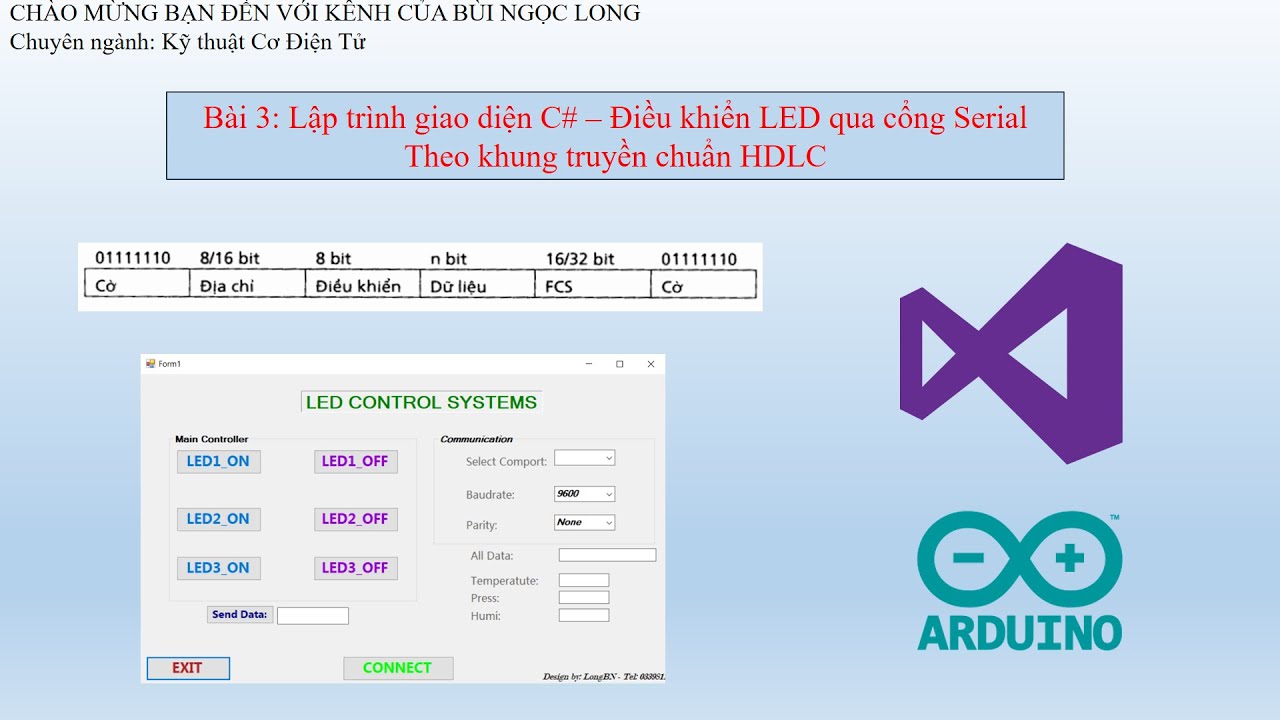 CHÀO MỪNG BẠN ĐẾN VỚI KÊNH CỦA BÙI NGỌC LONG
Chuyên ngành: Kỹ thuật Cơ Điện Tử
Bài 3: Lập trình giao diện C# – Điều khiển LED qua cổng Serial
Theo khung truyền chuẩn HDLC
01111110 8/16 bit 8 bit n bit 16/32 bit 01111110
Cờ Địa chỉ Điều khiển Dữ liệu FCS Cờ
Form1
LED CONTROL SYSTEMS
Main Controller
LED1_ON LED1_OFF
LED2_ON LED2_OFF
LED3_ON LED3_OFF
Send Data:
EXIT CONNECT
Communication
Select Comport:
Baudrate: 9600
Parity: None
All Data:
Temperatute:
Press:
Humi:
Design by: LongBN - Tel: 033951.
ARDUINO
TM